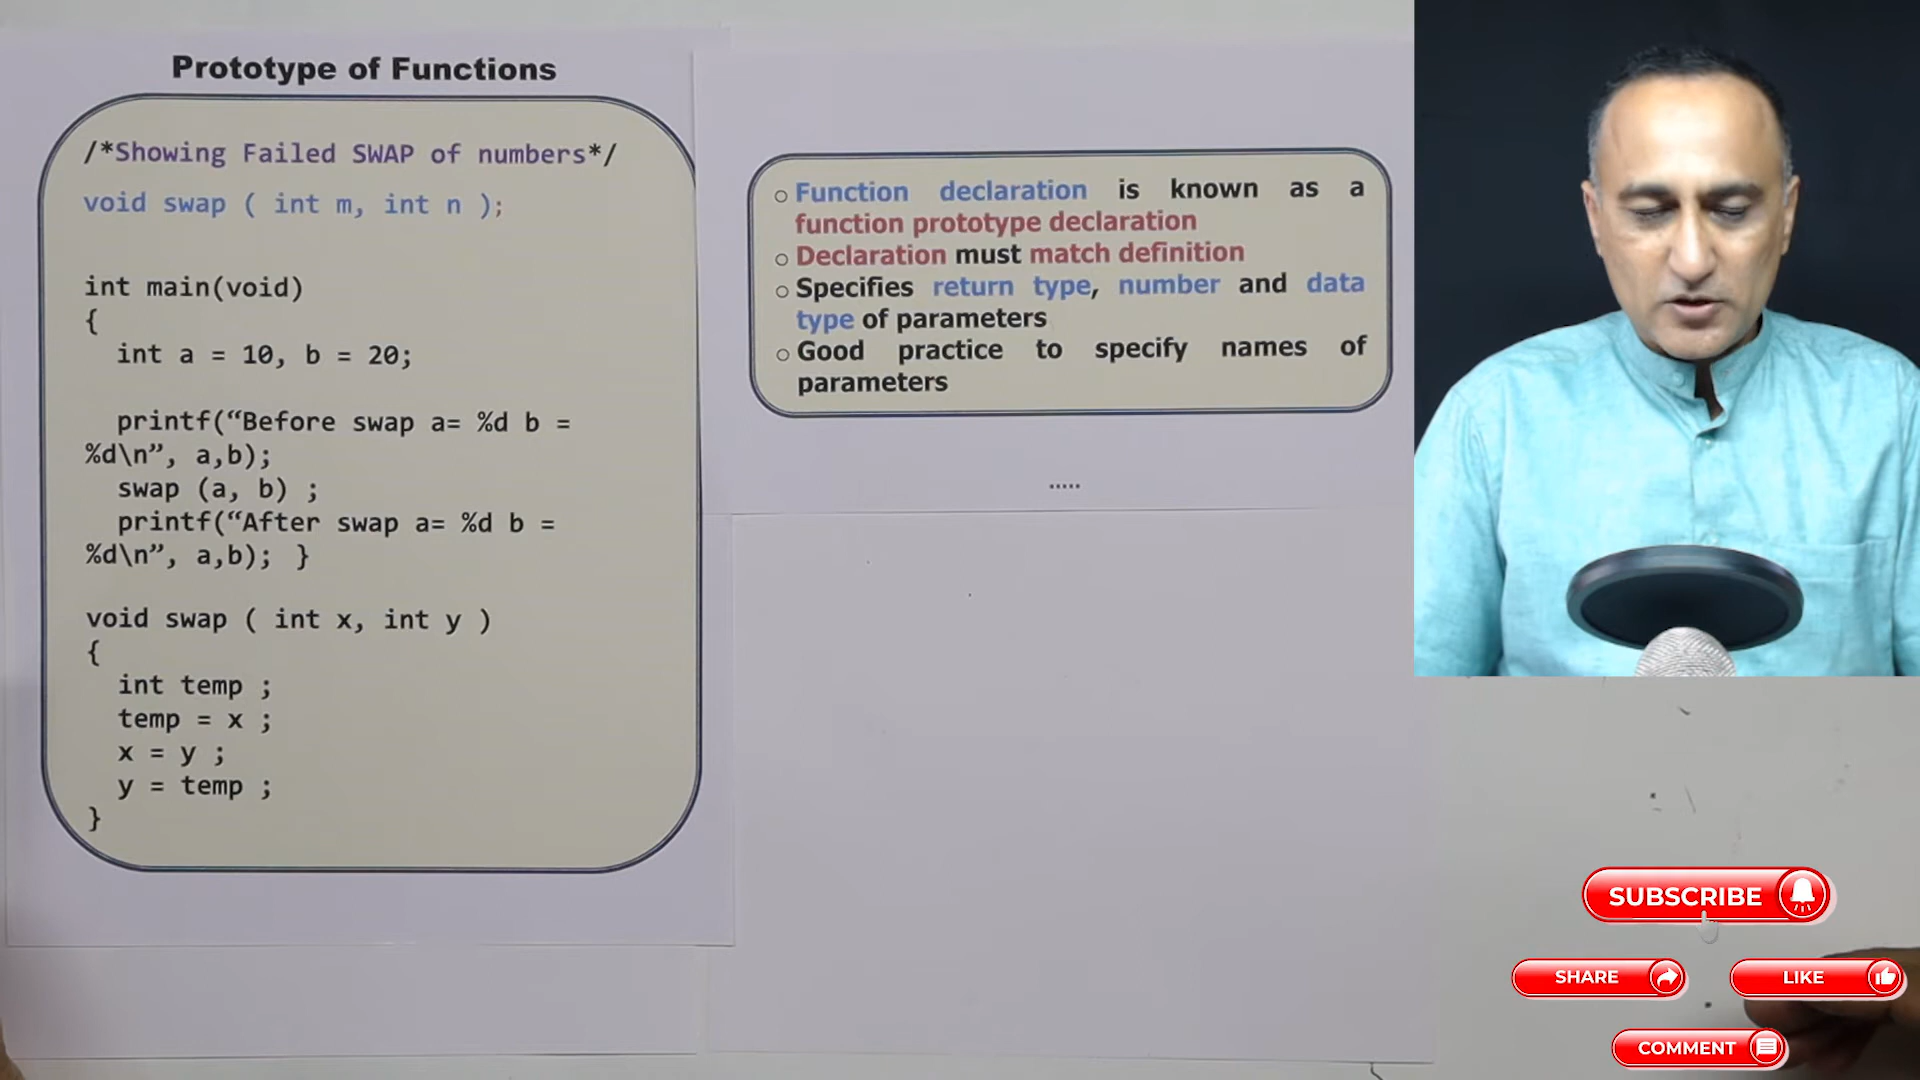 Prototype of Functions
/*Showing Failed SWAP of numbers*/
void swap ( int m, int n );
int main(void)
{
int a = 10, b = 20;
printf(“Before swap a= %d b =
%d\n”, a,b);
swap (a, b) ;
printf(“After swap a= %d b =
%d\n”, a,b); }
void swap ( int x, int y )
{
int temp ;
temp = x ;
x = y ;
y = temp ;
}
○ Function declaration is known as a
function prototype declaration
○ Declaration must match definition
○ Specifies return type, number and data
type of parameters
○ Good practice to specify names of
parameters
.....
SUBSCRIBE
SHARE
LIKE
COMMENT